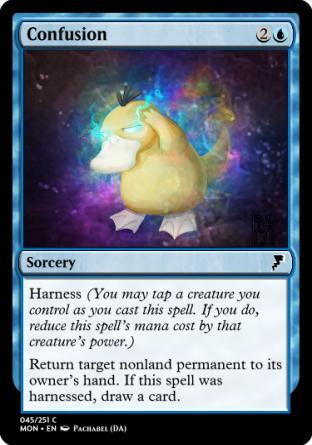 Confusion 2
Sorcery
Harness (You may tap a creature you
control as you cast this spell. If you do,
reduce this spell's mana cost by that
creature's power.)
Return target nonland permanent to its
owner's hand. If this spell was
harnessed, draw a card.
045/251 C
MON • EN PACHABEL (DA)